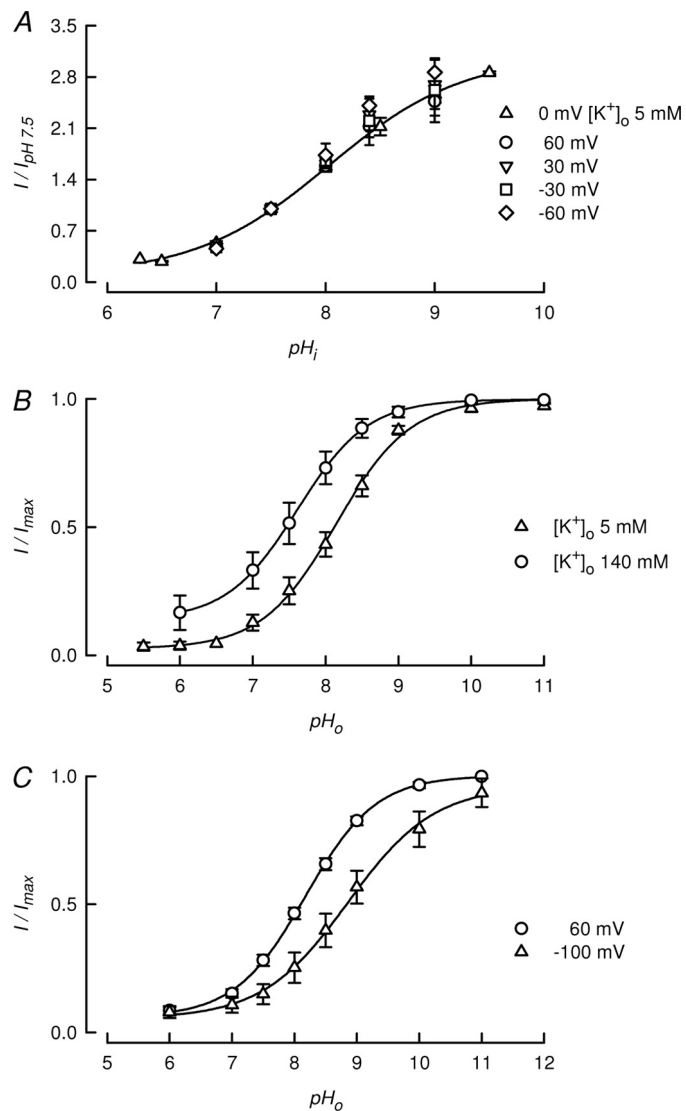 A
3.5
2.8
2.1
1.4
0.7
0.0
I / I pH 7.5
0 mV [K+]o 5 mM
60 mV
30 mV
-30 mV
-60 mV
6 7 8 9 10
pHi
B
1.0
0.5
0.0
I / Imax
[K+]o 5 mM
[K+]o 140 mM
5 6 7 8 9 10 11
pHo
C
1.0
0.5
0.0
I / Imax
60 mV
-100 mV
5 6 7 8 9 10 11 12
pHo